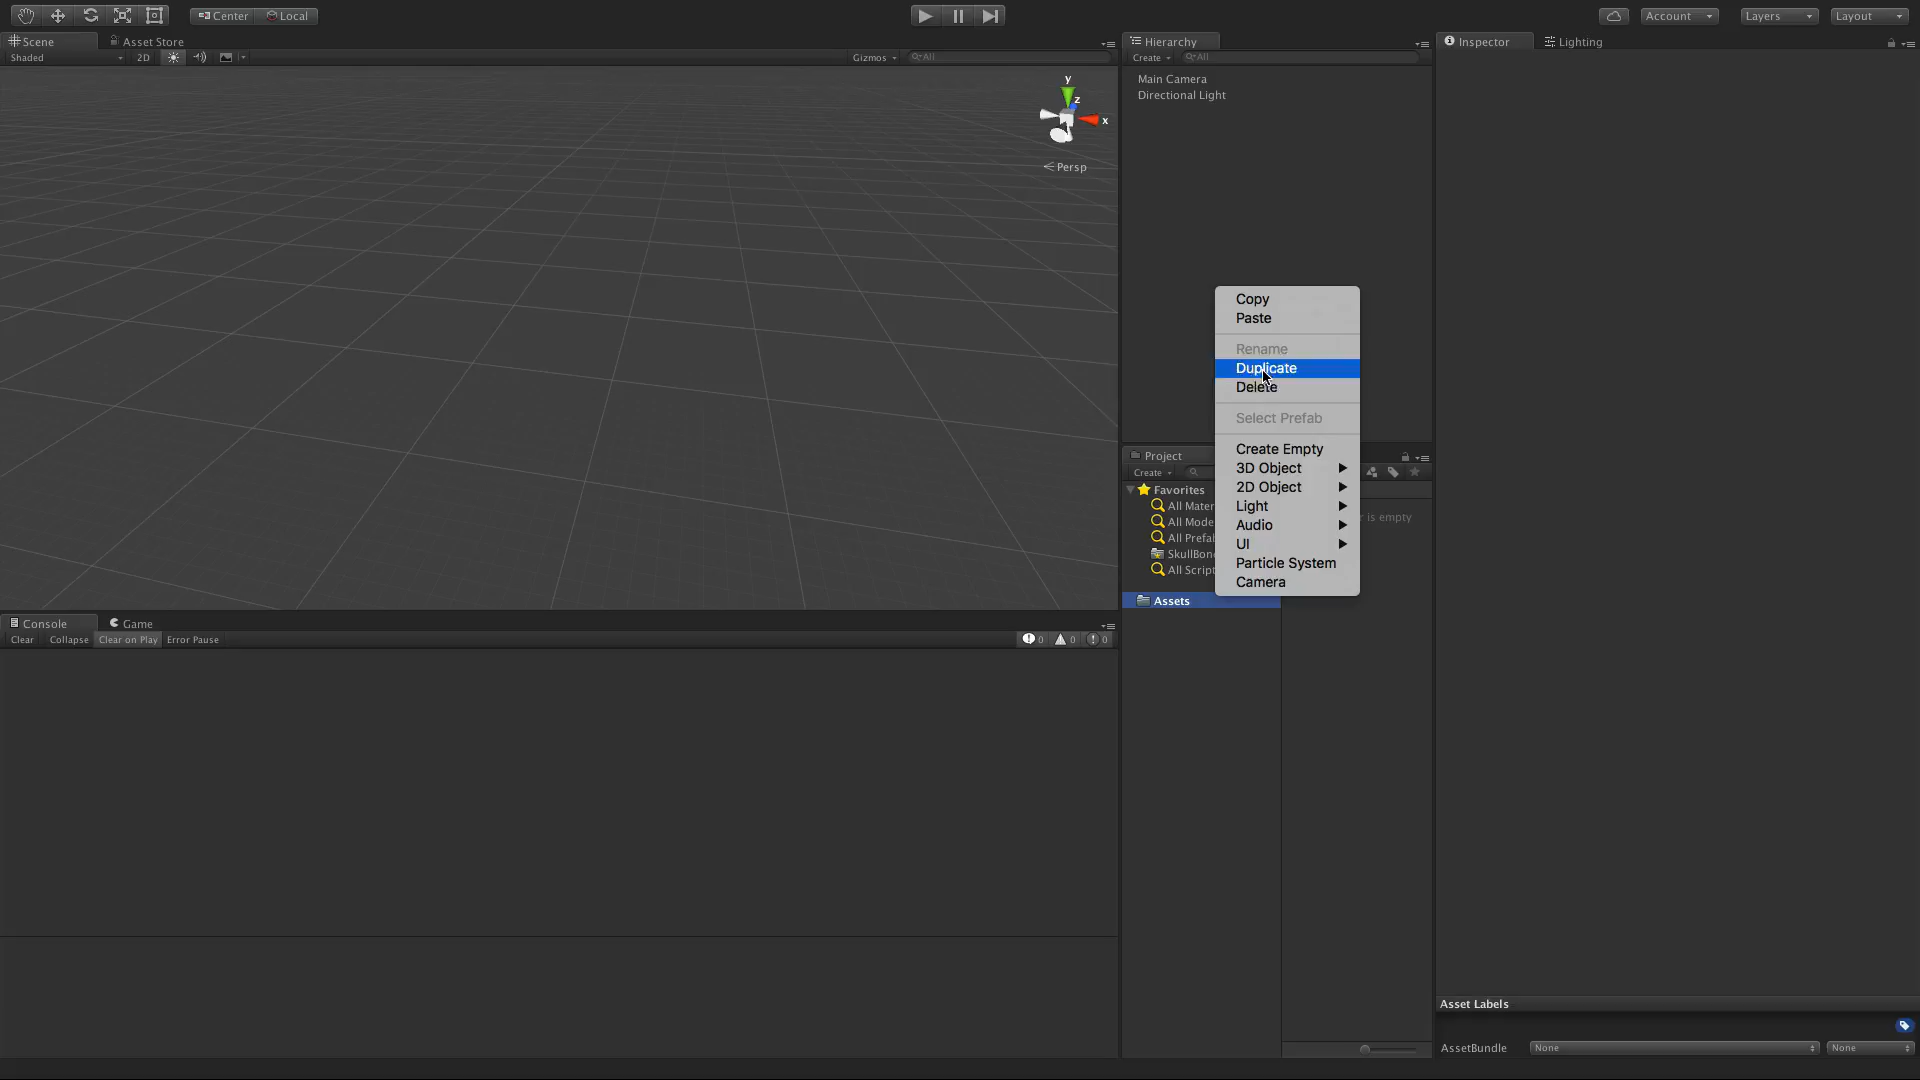 Center
Local
Account
Layers
Layout
Scene
Asset Store
Shaded
2D
Gizmos
All
y
z
x
Persp
Hierarchy
Create
All
Main Camera
Directional Light
Inspector
Lighting
Copy
Paste
Rename
Duplicate
Delete
Select Prefab
Create Empty
3D Object
2D Object
Light
Audio
UI
Particle System
Camera
Project
Create
Favorites
All Mater
All Mode
All Prefa
SkullBon
All Script
Assets
r is empty
Console
Game
Clear
Collapse
Clear on Play
Error Pause
0
0
0
Asset Labels
AssetBundle
None
None